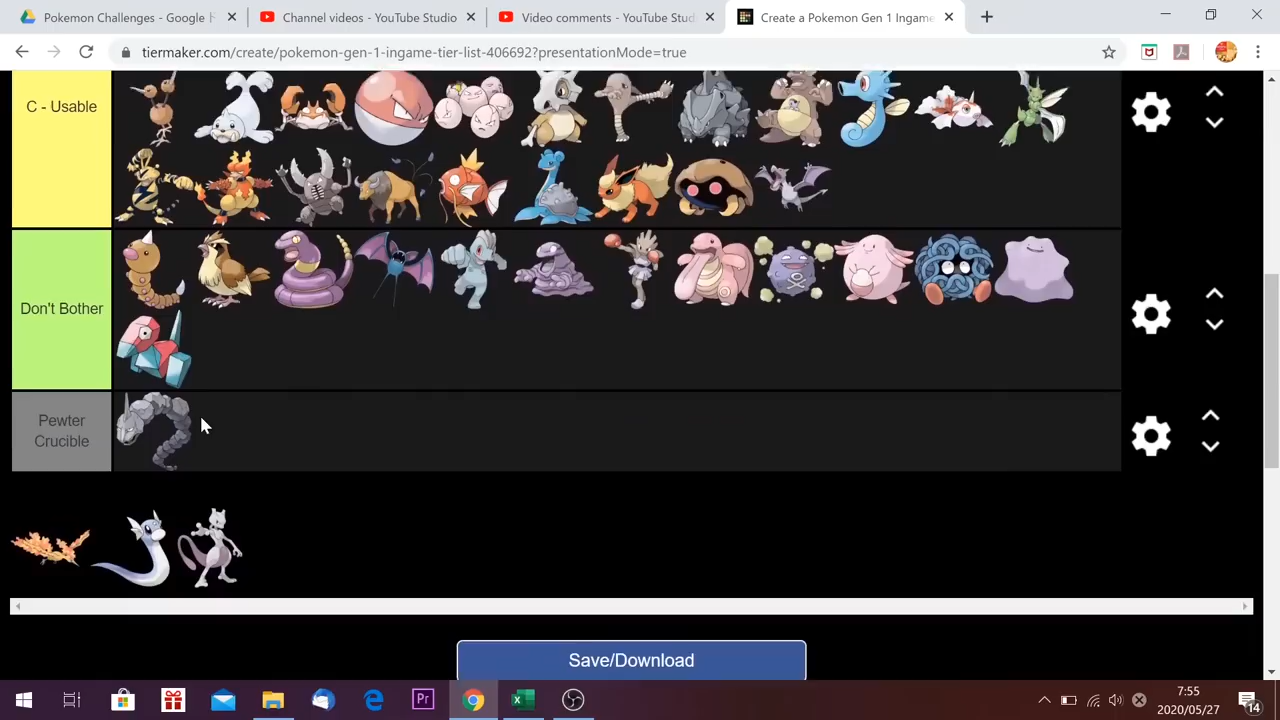 Pokemon Challenges - Google
Channel videos - YouTube Studio
Video comments - YouTube Stud
Create a Pokemon Gen 1 Ingame
tiermaker.com/create/pokemon-gen-1-ingame-tier-list-406692?presentationMode=true
C - Usable
Don't Bother
Pewter
Crucible
Save/Download
Pr
7:55
2020/05/27
14